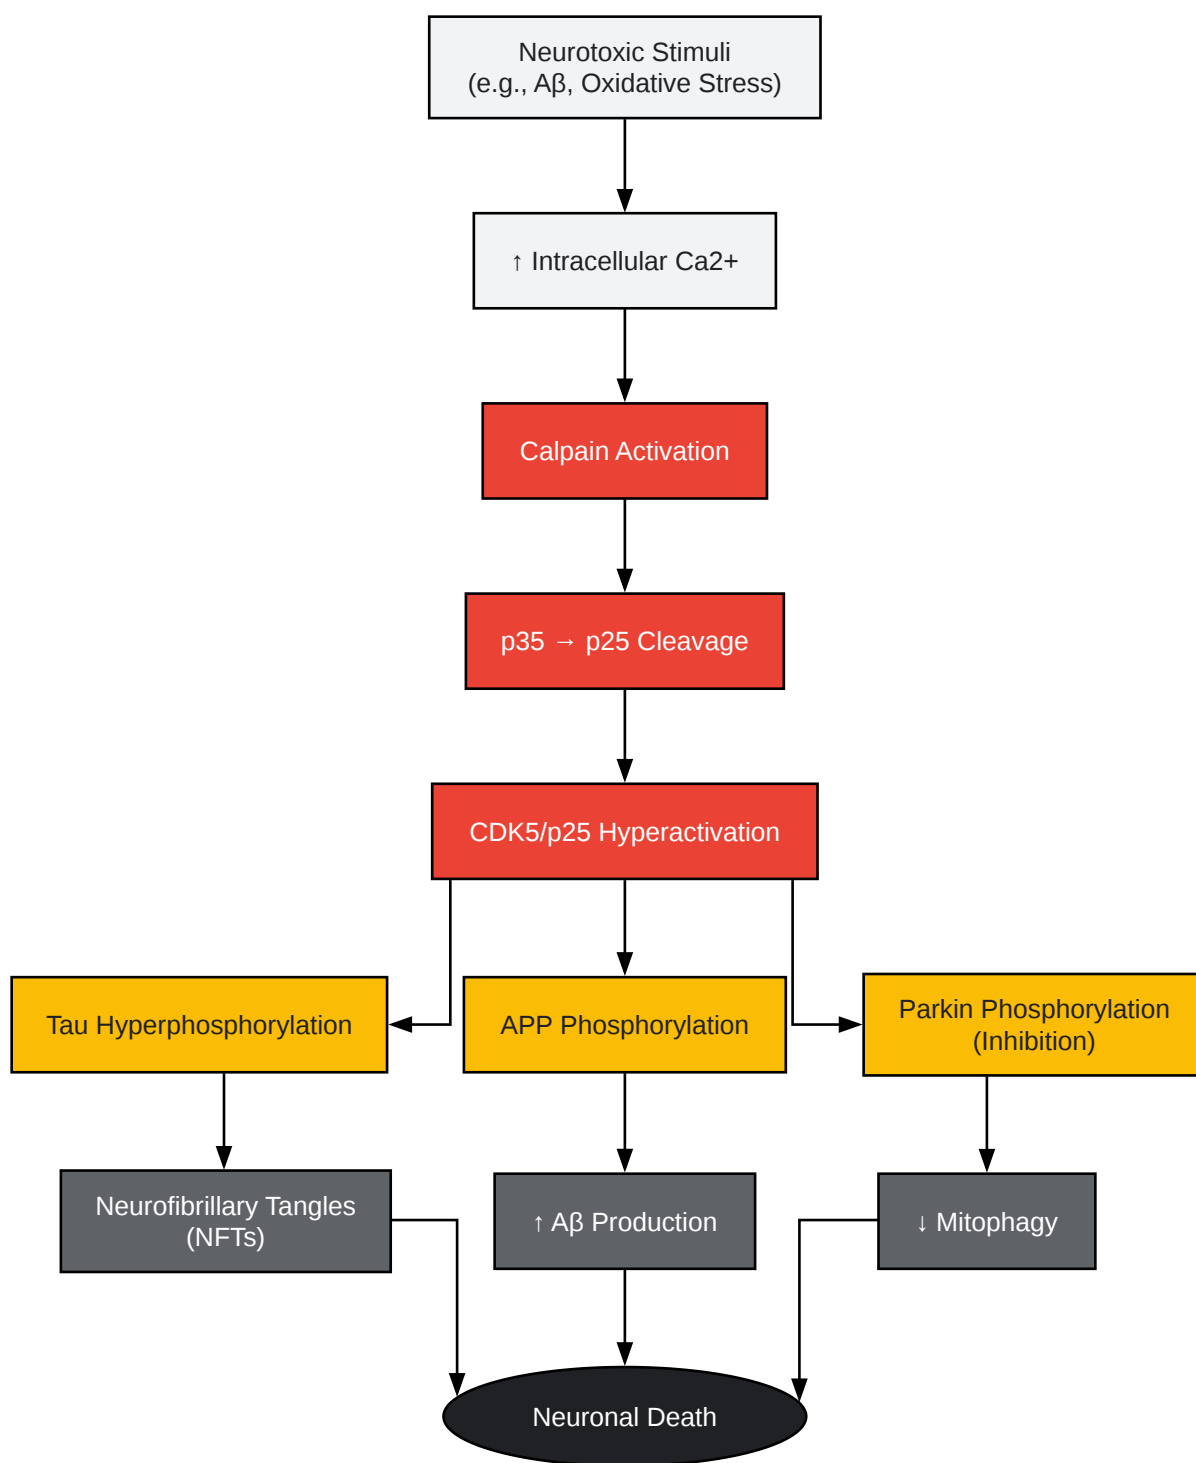 Neurotoxic Stimuli
(e.g., Aβ, Oxidative Stress)
↑ Intracellular Ca2+
Calpain Activation
p35 → p25 Cleavage
CDK5/p25 Hyperactivation
Tau Hyperphosphorylation
APP Phosphorylation
Parkin Phosphorylation
(Inhibition)
Neurofibrillary Tangles
(NFTs)
↑ Aβ Production
↓ Mitophagy
Neuronal Death